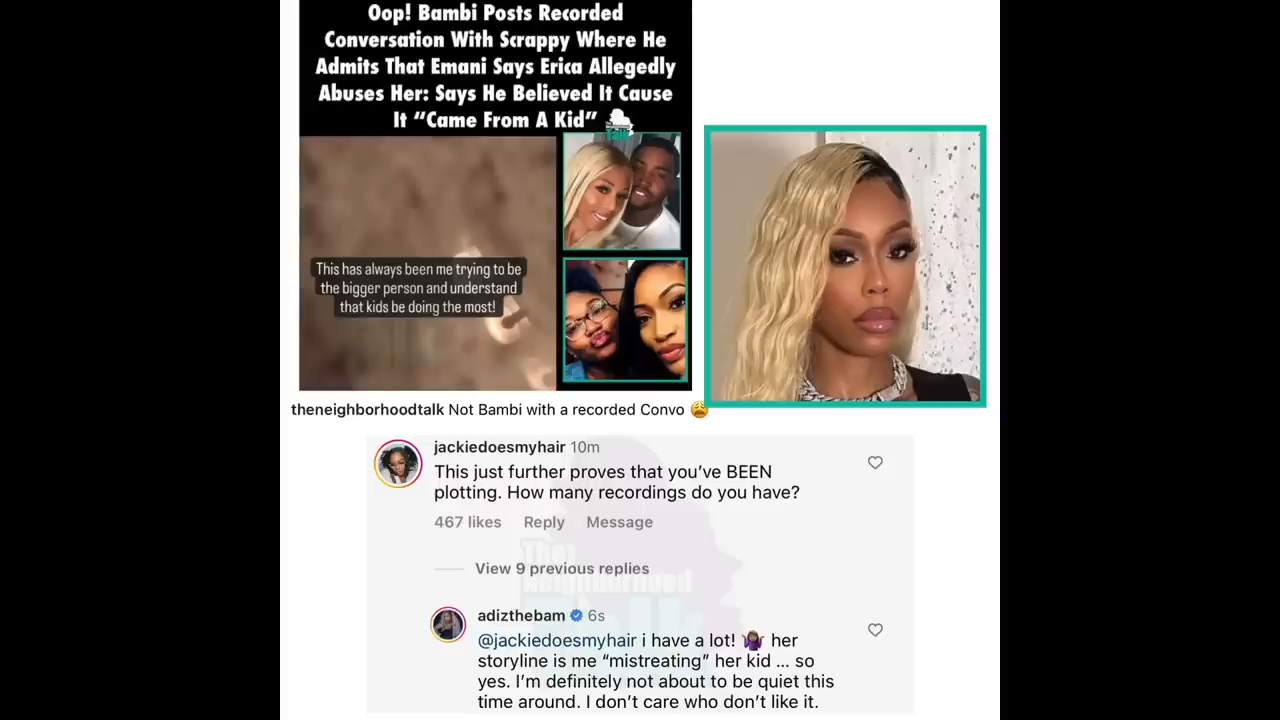 Oop! Bambi Posts Recorded
Conversation With Scrappy Where He
Admits That Emani Says Erica Allegedly
Abuses Her: Says He Believed It Cause
It “Came From A Kid”
This has always been me trying to be
the bigger person and understand
that kids be doing the most!
theneighborhoodtalk Not Bambi with a recorded Convo 😩
jackiedoesmyhair 10m
This just further proves that you’ve BEEN
plotting. How many recordings do you have?
467 likes Reply Message
View 9 previous replies
The
Neighborhood
Talk
adizthebam 6s
@jackiedoesmyhair i have a lot! 🤷🏾‍♀️ her
storyline is me “mistreating” her kid ... so
yes. I’m definitely not about to be quiet this
time around. I don’t care who don’t like it.